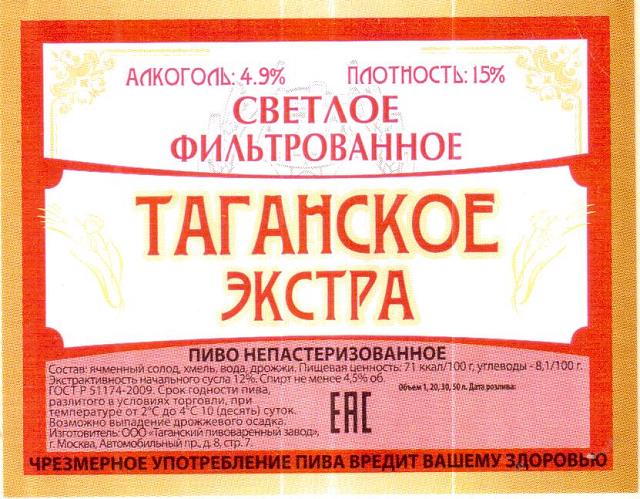 АЛКОГОЛЬ: 4.9% ПЛОТНОСТЬ: 15%
СВЕТЛОЕ
ФИЛЬТРОВАННОЕ
ТАГАНСКОЕ
ЭКСТРА
ПИВО НЕПАСТЕРИЗОВАННОЕ
Состав: ячменный солод, хмель, вода, дрожжи. Пищевая ценность: 71 ккал/100 г, углеводы - 8,1/100 г.
Экстрактивность начального сусла 12%. Спирт не менее 4,5% об.
ГОСТ Р 51174-2009. Срок годности пива,
разлитого в условиях торговли, при
температуре от 2°С до 4°С 10 (десять) суток.
Возможно выпадение дрожжевого осадка.
Изготовитель: ООО «Таганский пивоваренный завод»,
г. Москва, Автомобильный пр., д. 8, стр. 7.
Объем 1, 20, 30, 50 л. Дата розлива:
ЕАС
ЧРЕЗМЕРНОЕ УПОТРЕБЛЕНИЕ ПИВА ВРЕДИТ ВАШЕМУ ЗДОРОВЬЮ